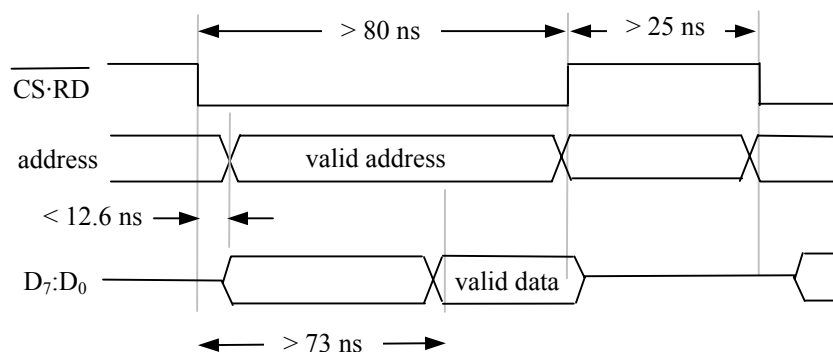 > 80 ns
> 25 ns
CS·RD
address
valid address
< 12.6 ns
D₇:D₀
valid data
> 73 ns